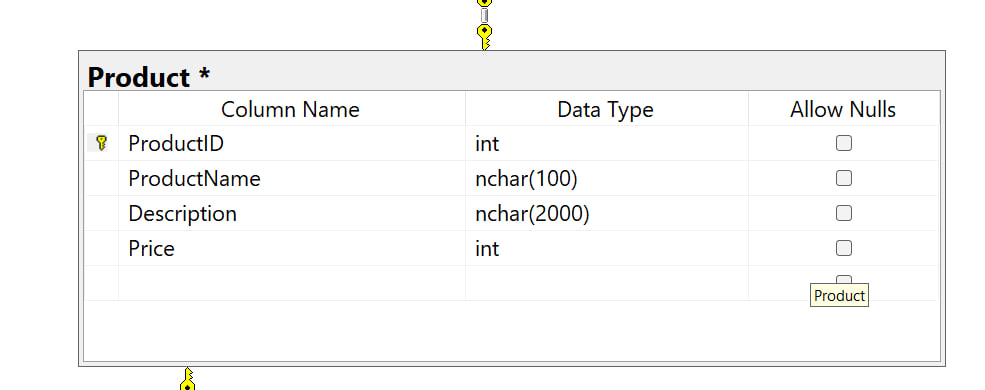 Product *
Column Name Data Type Allow Nulls
ProductID int
ProductName nchar(100)
Description nchar(2000)
Price int
Product